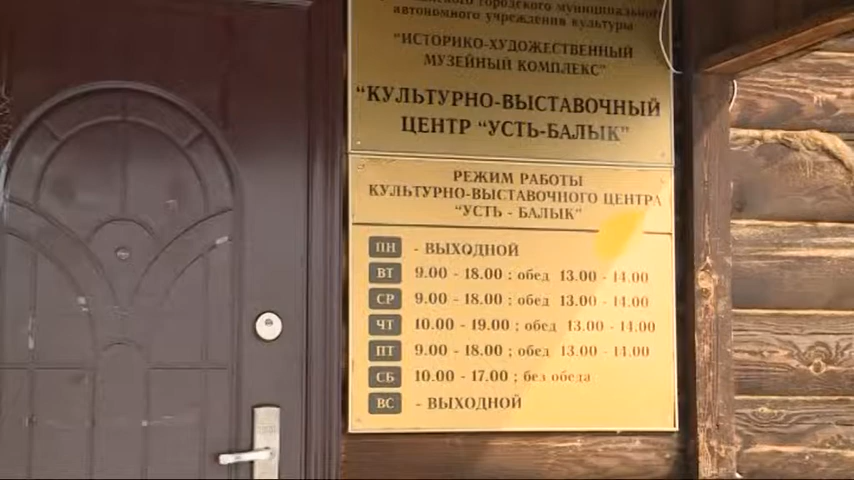 НЕФТЕЮГАНСКОГО ГОРОДСКОГО МУНИЦИПАЛЬНОГО
АВТОНОМНОГО УЧРЕЖДЕНИЯ КУЛЬТУРЫ
"ИСТОРИКО-ХУДОЖЕСТВЕННЫЙ
МУЗЕЙНЫЙ КОМПЛЕКС"
"КУЛЬТУРНО-ВЫСТАВОЧНЫЙ
ЦЕНТР "УСТЬ-БАЛЫК"
РЕЖИМ РАБОТЫ
КУЛЬТУРНО - ВЫСТАВОЧНОГО ЦЕНТРА
"УСТЬ - БАЛЫК"
ПН - ВЫХОДНОЙ
ВТ - 9.00 - 18.00 : обед 13.00 - 14.00
СР - 9.00 - 18.00 : обед 13.00 - 14.00
ЧТ - 10.00 - 19.00 : обед 13.00 - 14.00
ПТ - 9.00 - 18.00 : обед 13.00 - 14.00
СБ - 10.00 - 17.00 : без обеда
ВС - ВЫХОДНОЙ